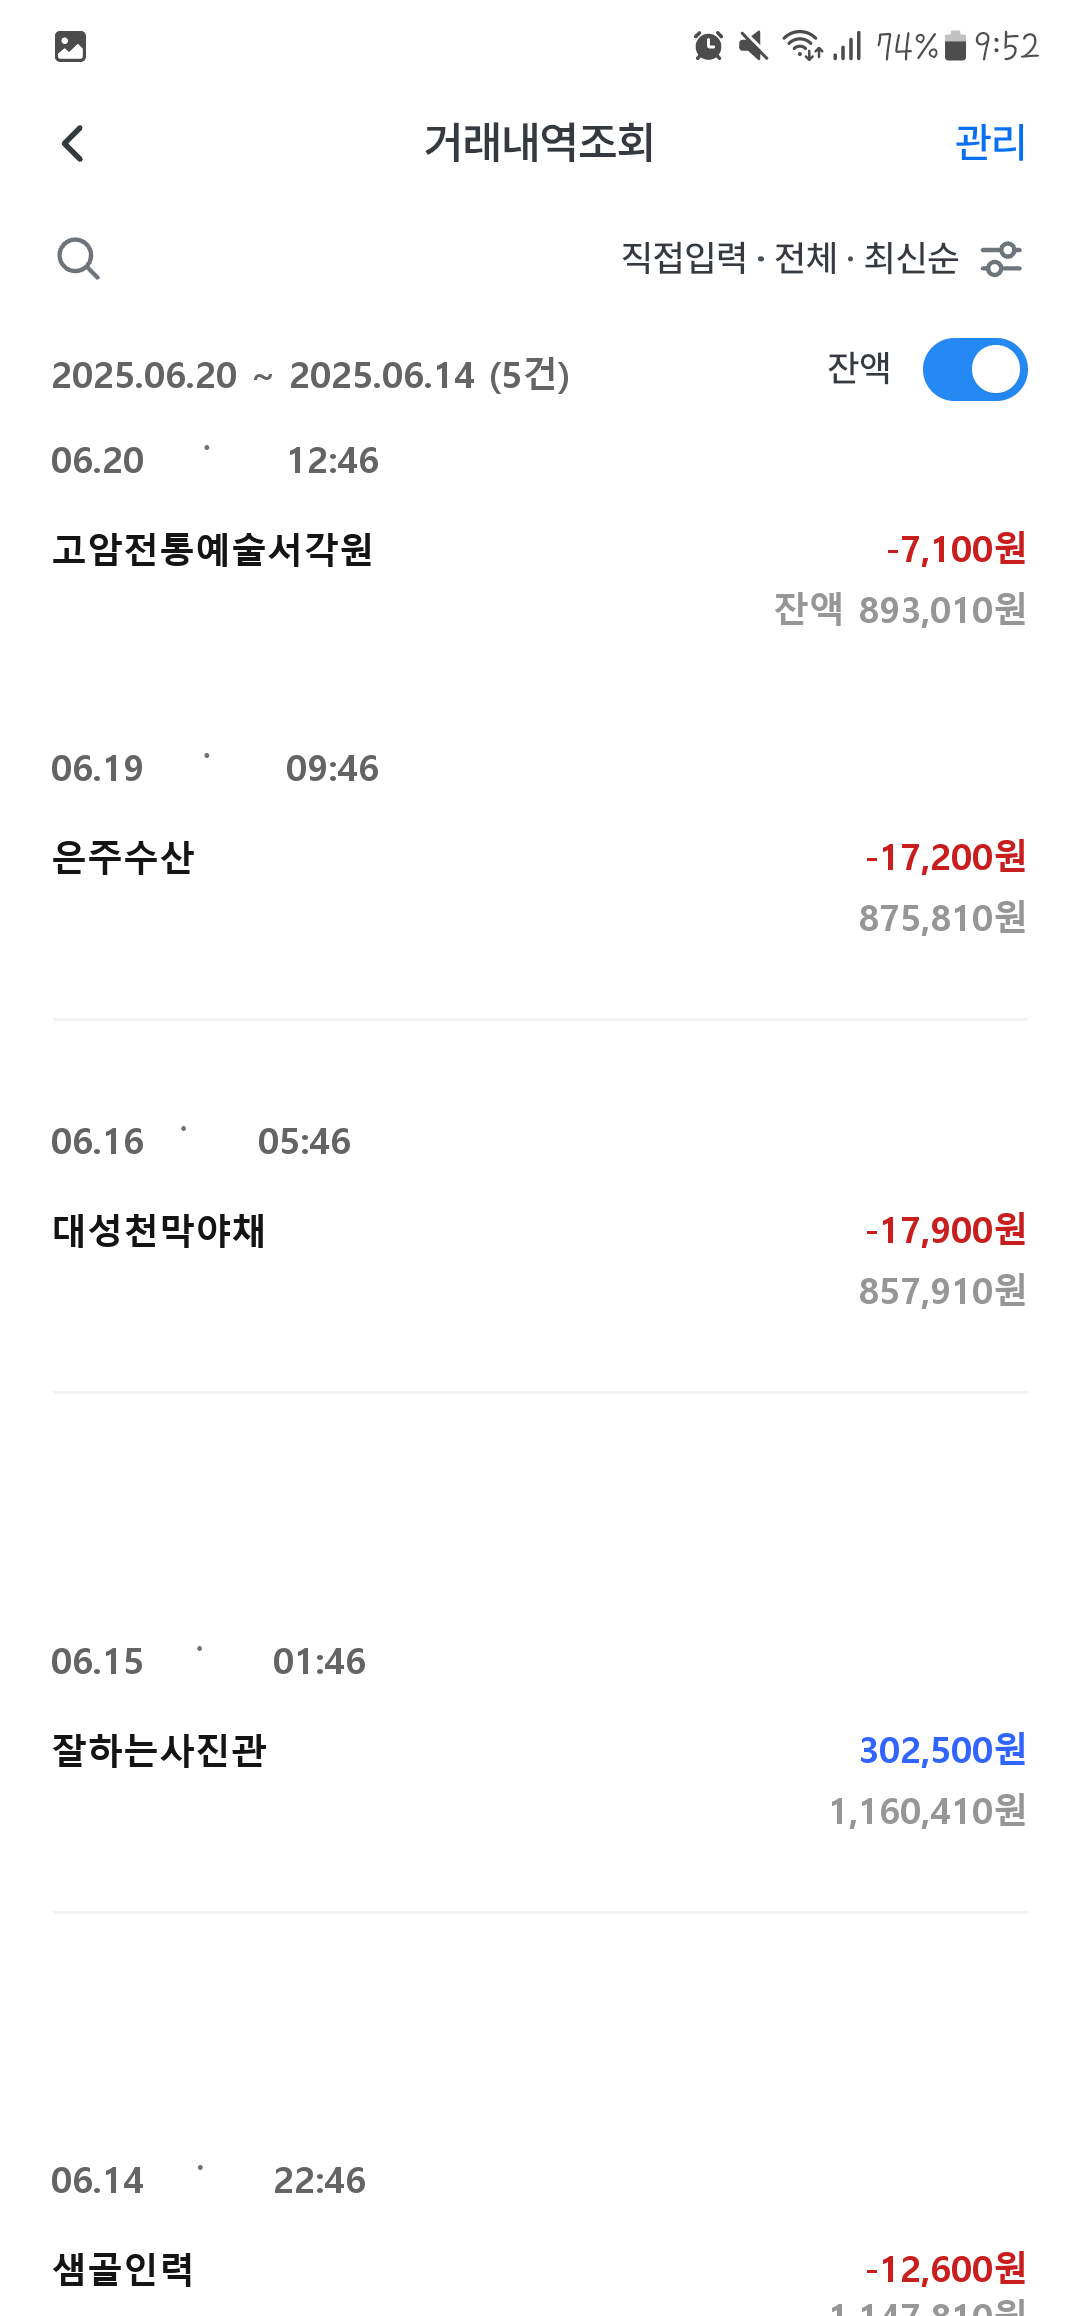 74% 9:52
거래내역조회 관리
직접입력 · 전체 · 최신순
2025.06.20 ~ 2025.06.14 (5건) 잔액
06.20 · 12:46
고암전통예술서각원 -7,100원
잔액 893,010원
06.19 · 09:46
은주수산 -17,200원
875,810원
06.16 · 05:46
대성천막야채 -17,900원
857,910원
06.15 · 01:46
잘하는사진관 302,500원
1,160,410원
06.14 · 22:46
샘골인력 -12,600원
1,147,810원